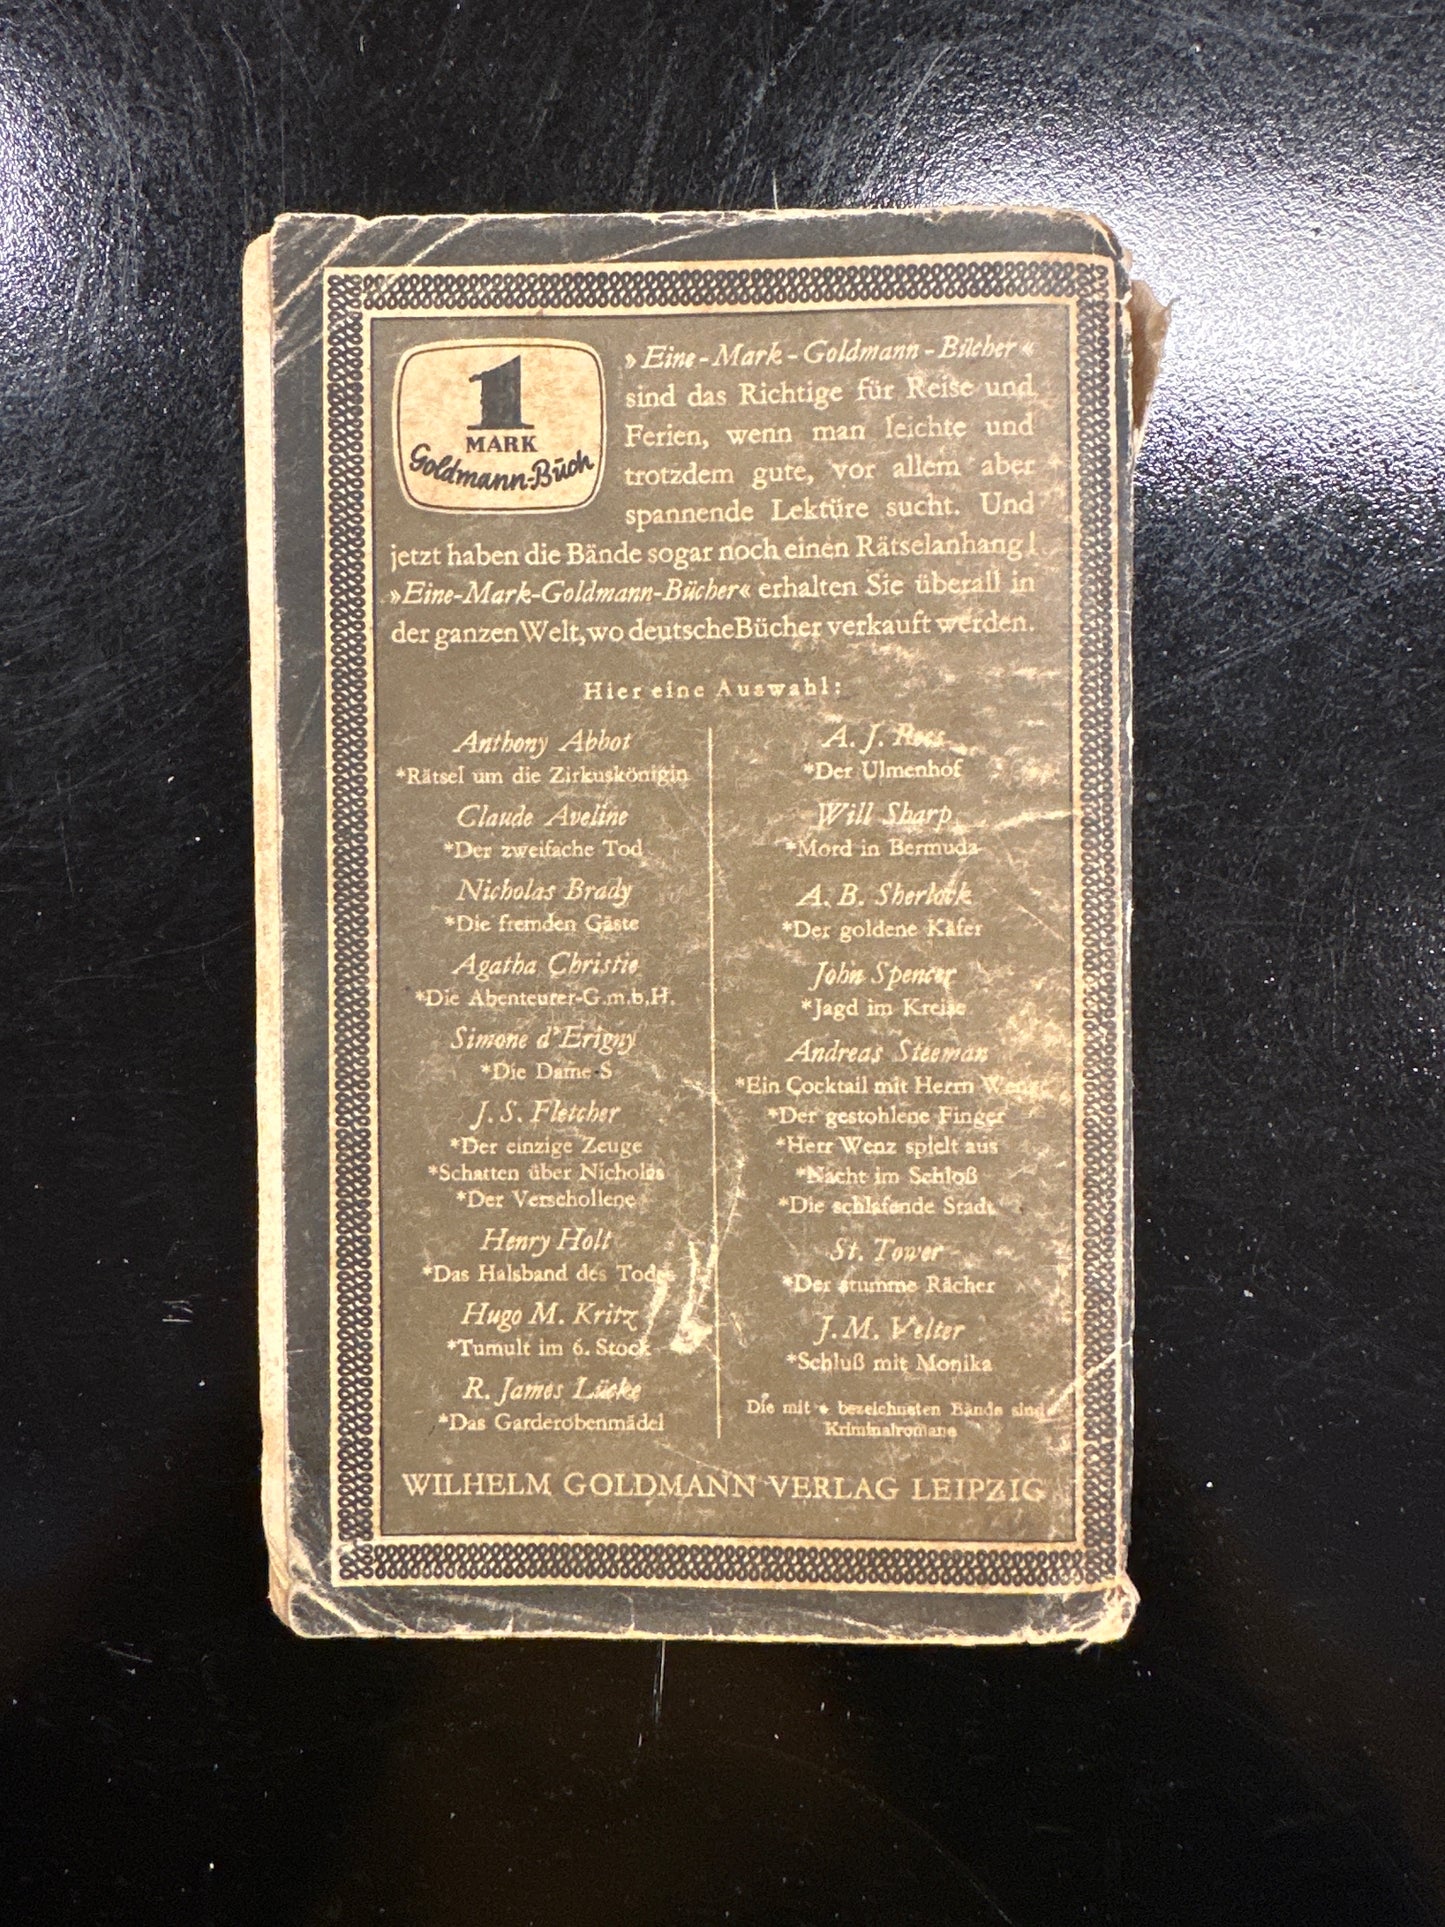 1
MARK
Goldmann-Buch
»Eine-Mark-Goldmann-Bücher«
sind das Richtige für Reise und
Ferien, wenn man leichte und
trotzdem gute, vor allem aber
spannende Lektüre sucht. Und
jetzt haben die Bände sogar noch einen Rätselanhang!
»Eine-Mark-Goldmann-Bücher« erhalten Sie überall in
der ganzen Welt, wo deutsche Bücher verkauft werden.
Hier eine Auswahl:
Anthony Abbot
*Rätsel um die Zirkuskönigin
Claude Aveline
*Der zweifache Tod
Nicholas Brady
*Die fremden Gäste
Agatha Christie
*Die Abenteurer-G.m.b.H.
Simone d'Erigny
*Die Dame S
J. S. Fletcher
*Der einzige Zeuge
*Schatten über Nicholas
*Der Verschollene
Henry Holt
*Das Halsband des Todes
Hugo M. Kritz
*Tumult im 6. Stock
R. James Lücke
*Das Garderobenmädel
A. J. Rees
*Der Ulmenhof
Will Sharp
*Mord in Bermuda
A. B. Sherlock
*Der goldene Käfer
John Spencer
*Jagd im Kreise
Andreas Steeman
*Ein Cocktail mit Herrn Wenz
*Der gestohlene Finger
*Herr Wenz spielt aus
*Nacht im Schloß
*Die schlafende Stadt
St. Tower
*Der stumme Rächer
J. M. Velter
*Schluß mit Monika
Die mit * bezeichneten Bände sind
Kriminalromane
WILHELM GOLDMANN VERLAG LEIPZIG